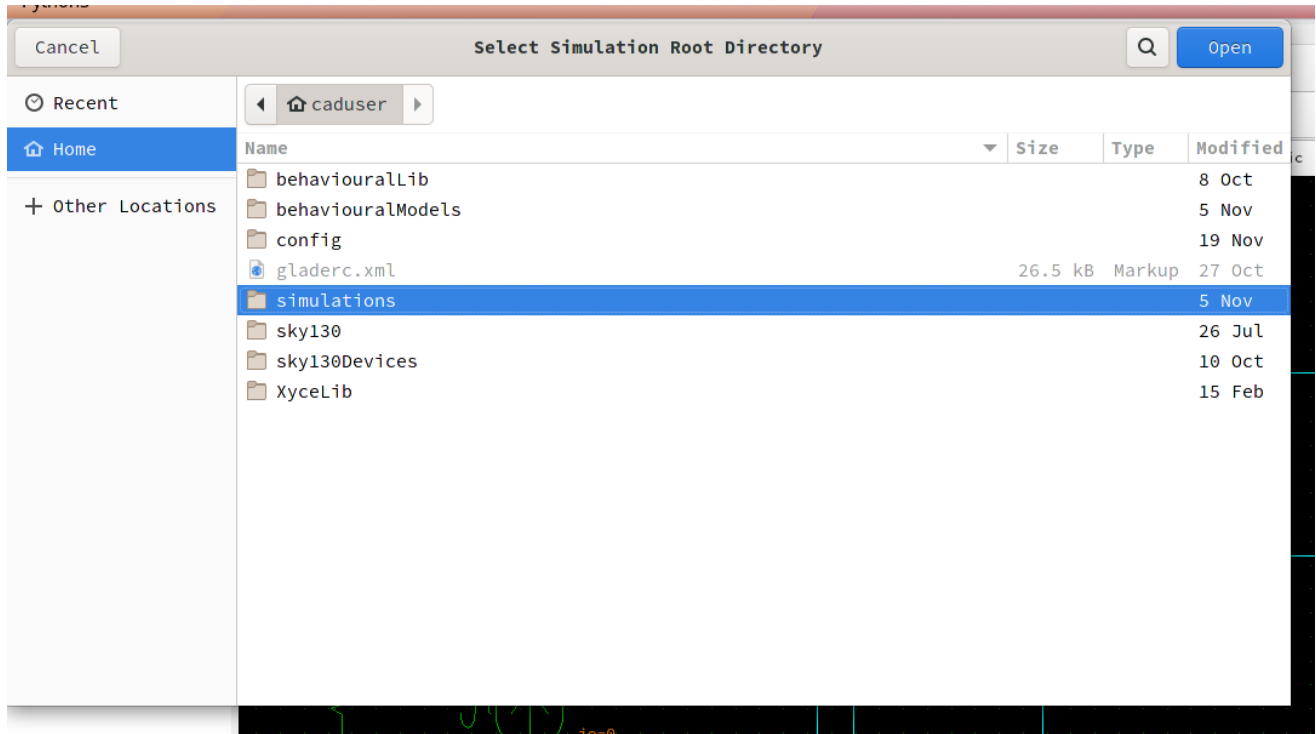 Cancel Select Simulation Root Directory Open
Recent caduser
Home Name Size Type Modified
behaviouralLib 8 Oct
Other Locations
behaviouralModels 5 Nov
config 19 Nov
gladerc.xml 26.5 kB Markup 27 Oct
simulations 5 Nov
sky130 26 Jul
sky130Devices 10 Oct
XyceLib 15 Feb